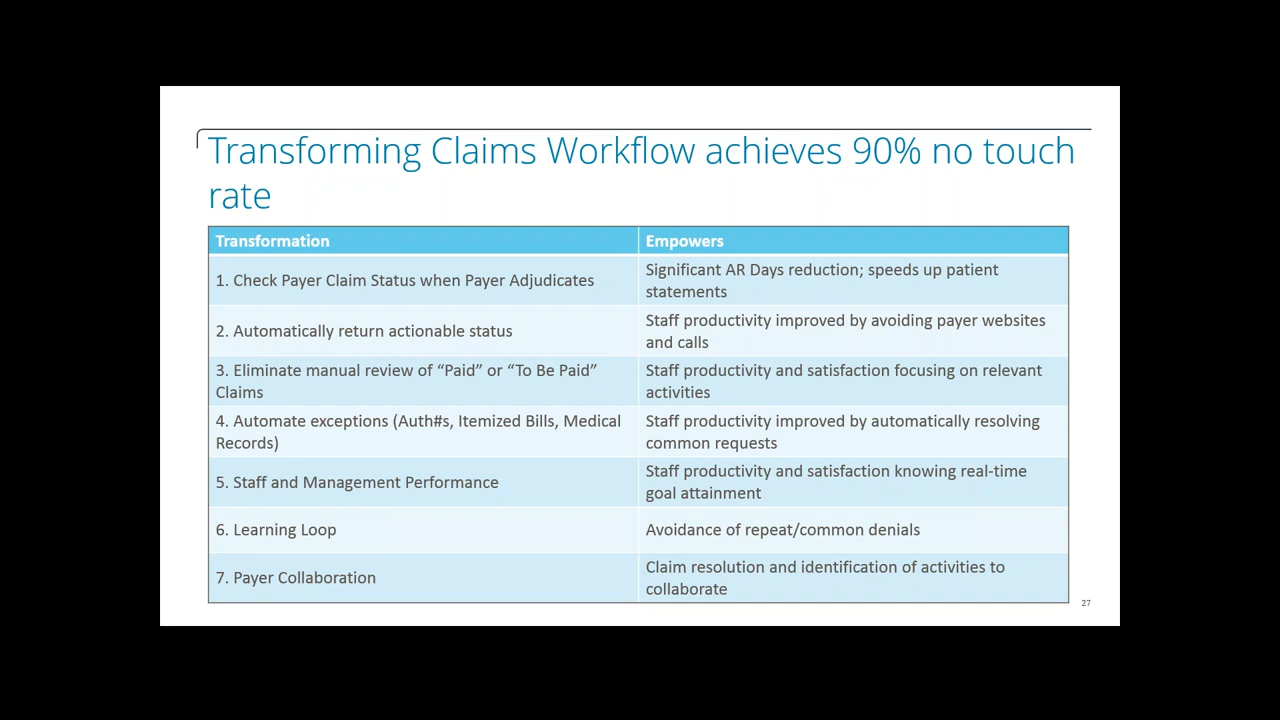 Transforming Claims Workflow achieves 90% no touch
rate
Transformation
Empowers
1. Check Payer Claim Status when Payer Adjudicates
Significant AR Days reduction; speeds up patient
statements
2. Automatically return actionable status
Staff productivity improved by avoiding payer websites
and calls
3. Eliminate manual review of “Paid” or “To Be Paid”
Claims
Staff productivity and satisfaction focusing on relevant
activities
4. Automate exceptions (Auth#s, Itemized Bills, Medical
Records)
Staff productivity improved by automatically resolving
common requests
5. Staff and Management Performance
Staff productivity and satisfaction knowing real-time
goal attainment
6. Learning Loop
Avoidance of repeat/common denials
7. Payer Collaboration
Claim resolution and identification of activities to
collaborate
27